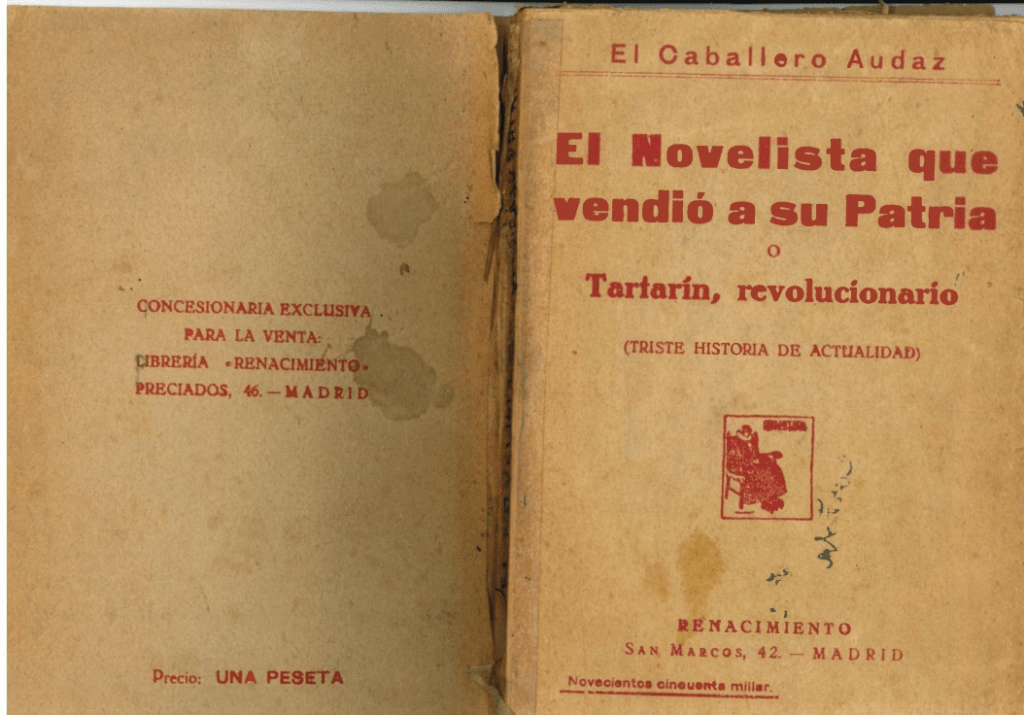 CONCESIONARIA EXCLUSIVA
PARA LA VENTA:
LIBRERÍA «RENACIMIENTO»
PRECIADOS, 46. — MADRID
Precio: UNA PESETA
El Caballero Audaz
El Novelista que
vendió a su Patria
o
Tartarín, revolucionario
(TRISTE HISTORIA DE ACTUALIDAD)
RENACIMIENTO
SAN MARCOS, 42. — MADRID
Novecientos cincuenta millar.